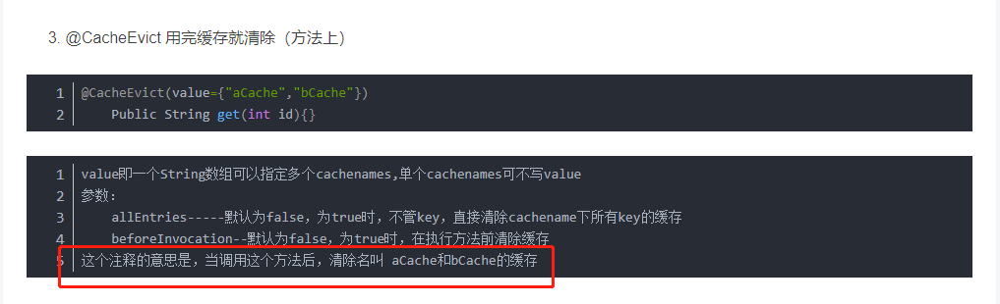 3. @CacheEvict 用完缓存就清除（方法上）
1 @CacheEvict(value={"aCache","bCache"})
2 Public String get(int id){}
1 value即一个String数组可以指定多个cachenames,单个cachenames可不写value
2 参数：
3 allEntries-----默认为false，为true时，不管key，直接清除cachename下所有key的缓存
4 beforeInvocation--默认为false，为true时，在执行方法前清除缓存
5 这个注释的意思是，当调用这个方法后，清除名叫 aCache和bCache的缓存